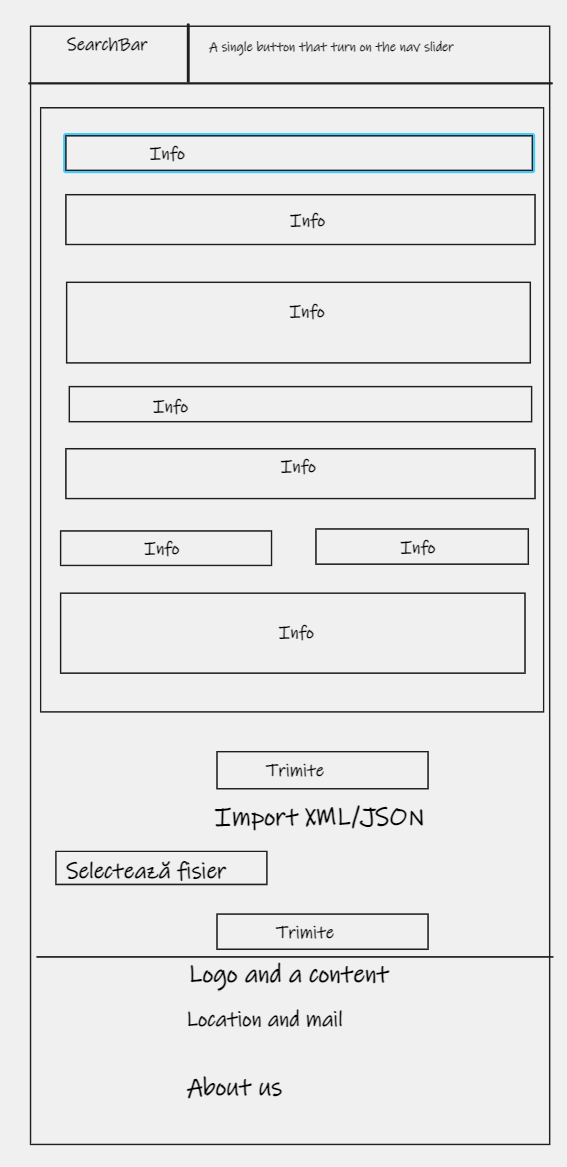 SearchBar
A single button that turn on the nav slider
Info
Info
Info
Info
Info
Info
Info
Info
Trimite
Import XML/JSON
Selectează fisier
Trimite
Logo and a content
Location and mail
About us